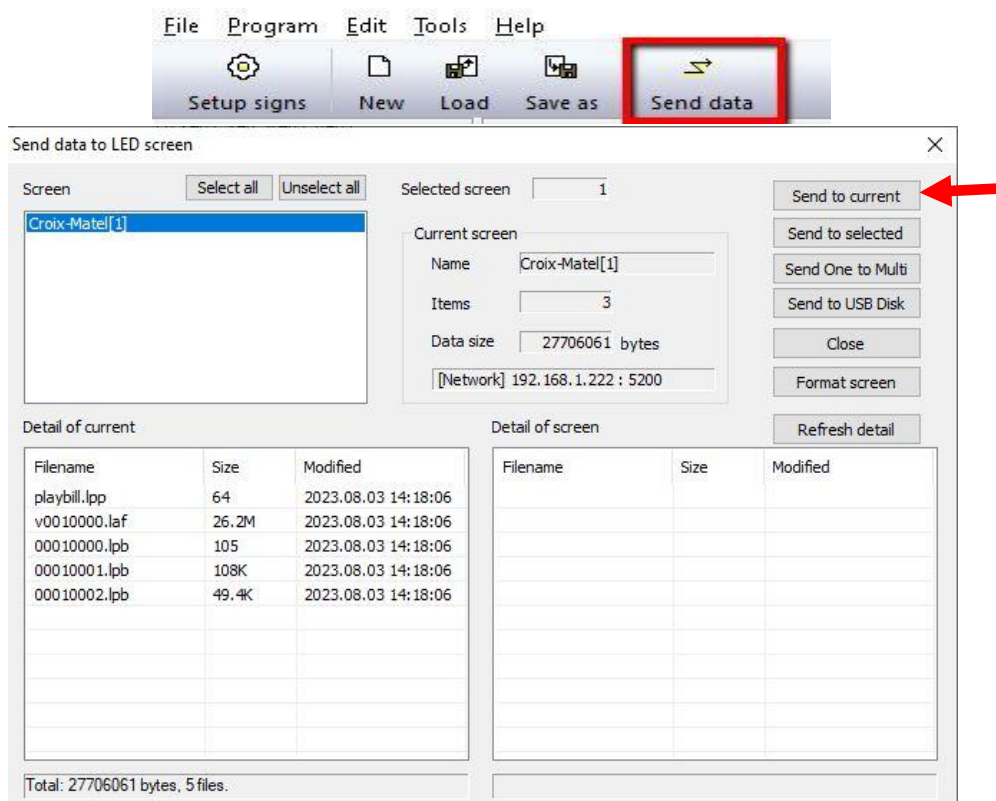 File Program Edit Tools Help
Setup signs New Load Save as Send data
Send data to LED screen
Screen Select all Unselect all Selected screen 1 Send to current
Croix-Matel[1]
Current screen Send to selected
Name Croix-Matel[1] Send One to Multi
Items 3 Send to USB Disk
Data size 27706061 bytes Close
[Network] 192.168.1.222 : 5200 Format screen
Detail of current Detail of screen Refresh detail
Filename Size Modified Filename Size Modified
playbill.lpp 64 2023.08.03 14:18:06
v0010000.laf 26.2M 2023.08.03 14:18:06
00010000.lpb 105 2023.08.03 14:18:06
00010001.lpb 108K 2023.08.03 14:18:06
00010002.lpb 49.4K 2023.08.03 14:18:06
Total: 27706061 bytes, 5 files.